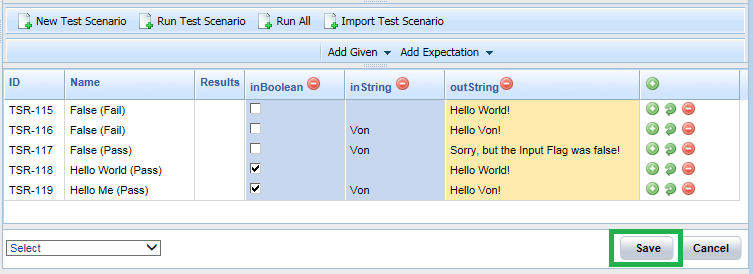 New Test Scenario Run Test Scenario Run All Import Test Scenario
Add Given Add Expectation
ID Name Results inBoolean inString outString
TSR-115 False (Fail) Hello World!
TSR-116 False (Fail) Von Hello Von!
TSR-117 False (Pass) Von Sorry, but the Input Flag was false!
TSR-118 Hello World (Pass) Hello World!
TSR-119 Hello Me (Pass) Von Hello Von!
Select Save Cancel